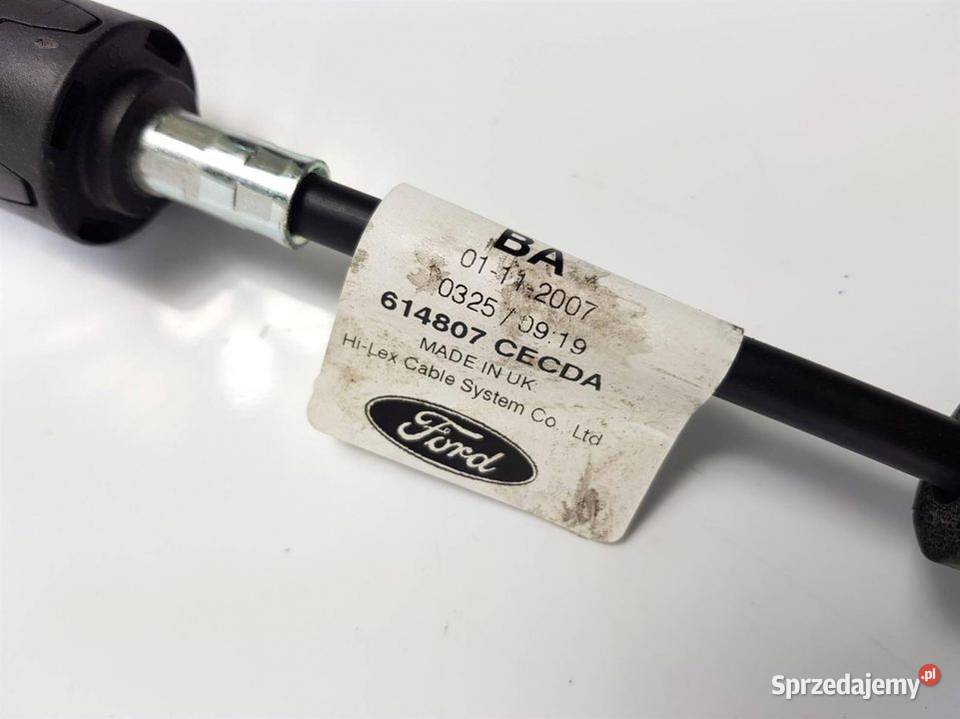 BA
01-11-2007
0325 / 09:19
614807 CECDA
MADE IN UK.
Hi-Lex Cable System Co. Ltd
Ford
Sprzedajemy.pl